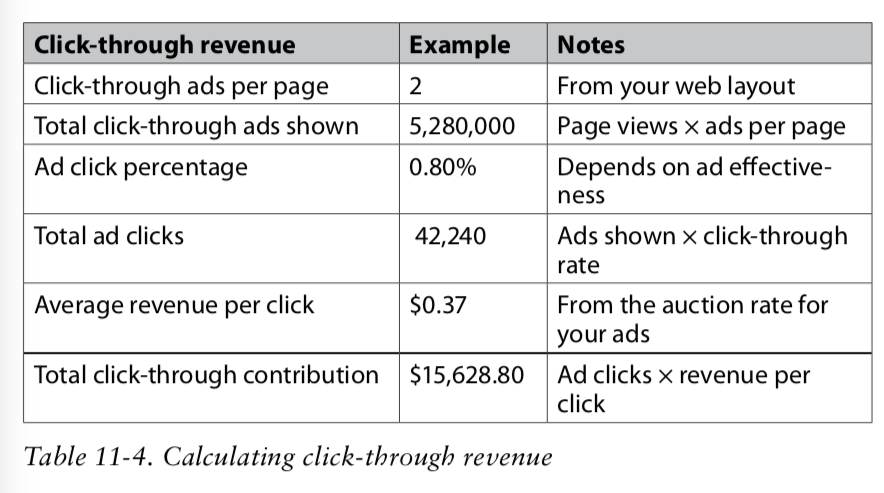 Click-through revenue Example Notes
Click-through ads per page 2 From your web layout
Total click-through ads shown 5,280,000 Page views × ads per page
Ad click percentage 0.80% Depends on ad effective-
ness
Total ad clicks 42,240 Ads shown × click-through
rate
Average revenue per click $0.37 From the auction rate for
your ads
Total click-through contribution $15,628.80 Ad clicks × revenue per
click
Table 11-4. Calculating click-through revenue